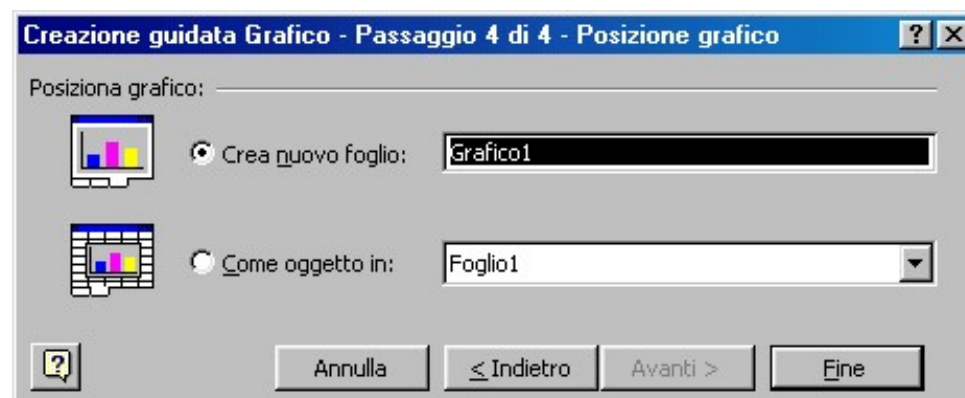 Creazione guidata Grafico - Passaggio 4 di 4 - Posizione grafico
Posiziona grafico:
Crea nuovo foglio: Grafico1
Come oggetto in: Foglio1
Annulla < Indietro Avanti > Fine